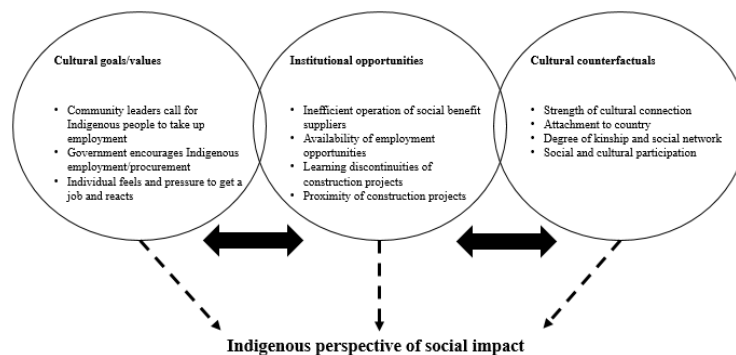 Cultural goals/values
• Community leaders call for
Indigenous people to take up
employment
• Government encourages Indigenous
employment/procurement
• Individual feels and pressure to get a
job and reacts
Institutional opportunities
• Inefficient operation of social benefit
suppliers
• Availability of employment
opportunities
• Learning discontinuities of
construction projects
• Proximity of construction projects
Cultural counterfactuals
• Strength of cultural connection
• Attachment to country
• Degree of kinship and social network
• Social and cultural participation
Indigenous perspective of social impact